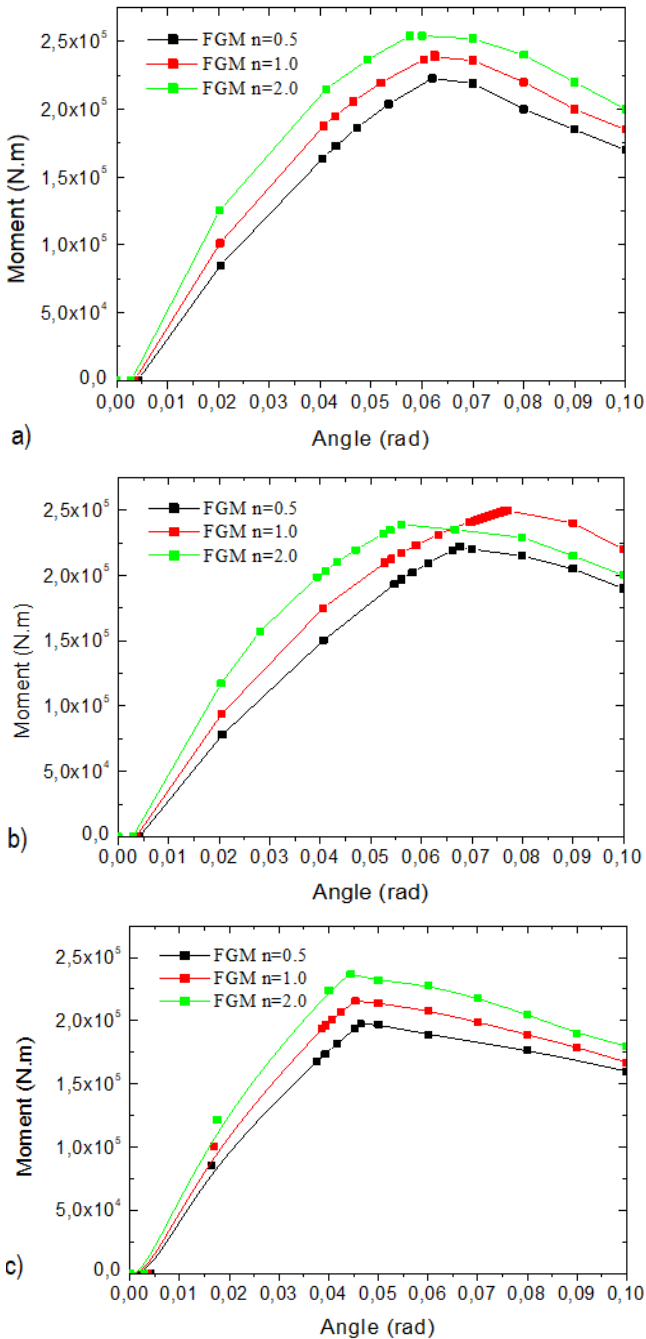 2,5x10⁵
2,0x10⁵
1,5x10⁵
1,0x10⁵
5,0x10⁴
0,0
Moment (N.m)
FGM n=0.5
FGM n=1.0
FGM n=2.0
0,00 0,01 0,02 0,03 0,04 0,05 0,06 0,07 0,08 0,09 0,10
a)
Angle (rad)
2,5x10⁵
2,0x10⁵
1,5x10⁵
1,0x10⁵
5,0x10⁴
0,0
Moment (N.m)
FGM n=0.5
FGM n=1.0
FGM n=2.0
0,00 0,01 0,02 0,03 0,04 0,05 0,06 0,07 0,08 0,09 0,10
b)
Angle (rad)
2,5x10⁵
2,0x10⁵
1,5x10⁵
1,0x10⁵
5,0x10⁴
0,0
Moment (N.m)
FGM n=0.5
FGM n=1.0
FGM n=2.0
c)
0,00 0,01 0,02 0,03 0,04 0,05 0,06 0,07 0,08 0,09 0,10
Angle (rad)